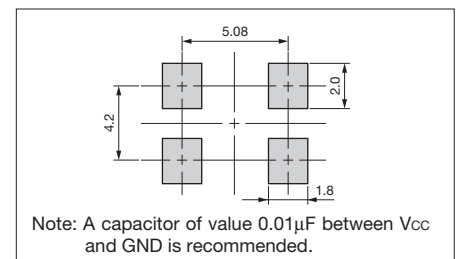 5.08
2.0
4.2
1.8
Note: A capacitor of value 0.01μF between Vcc
and GND is recommended.